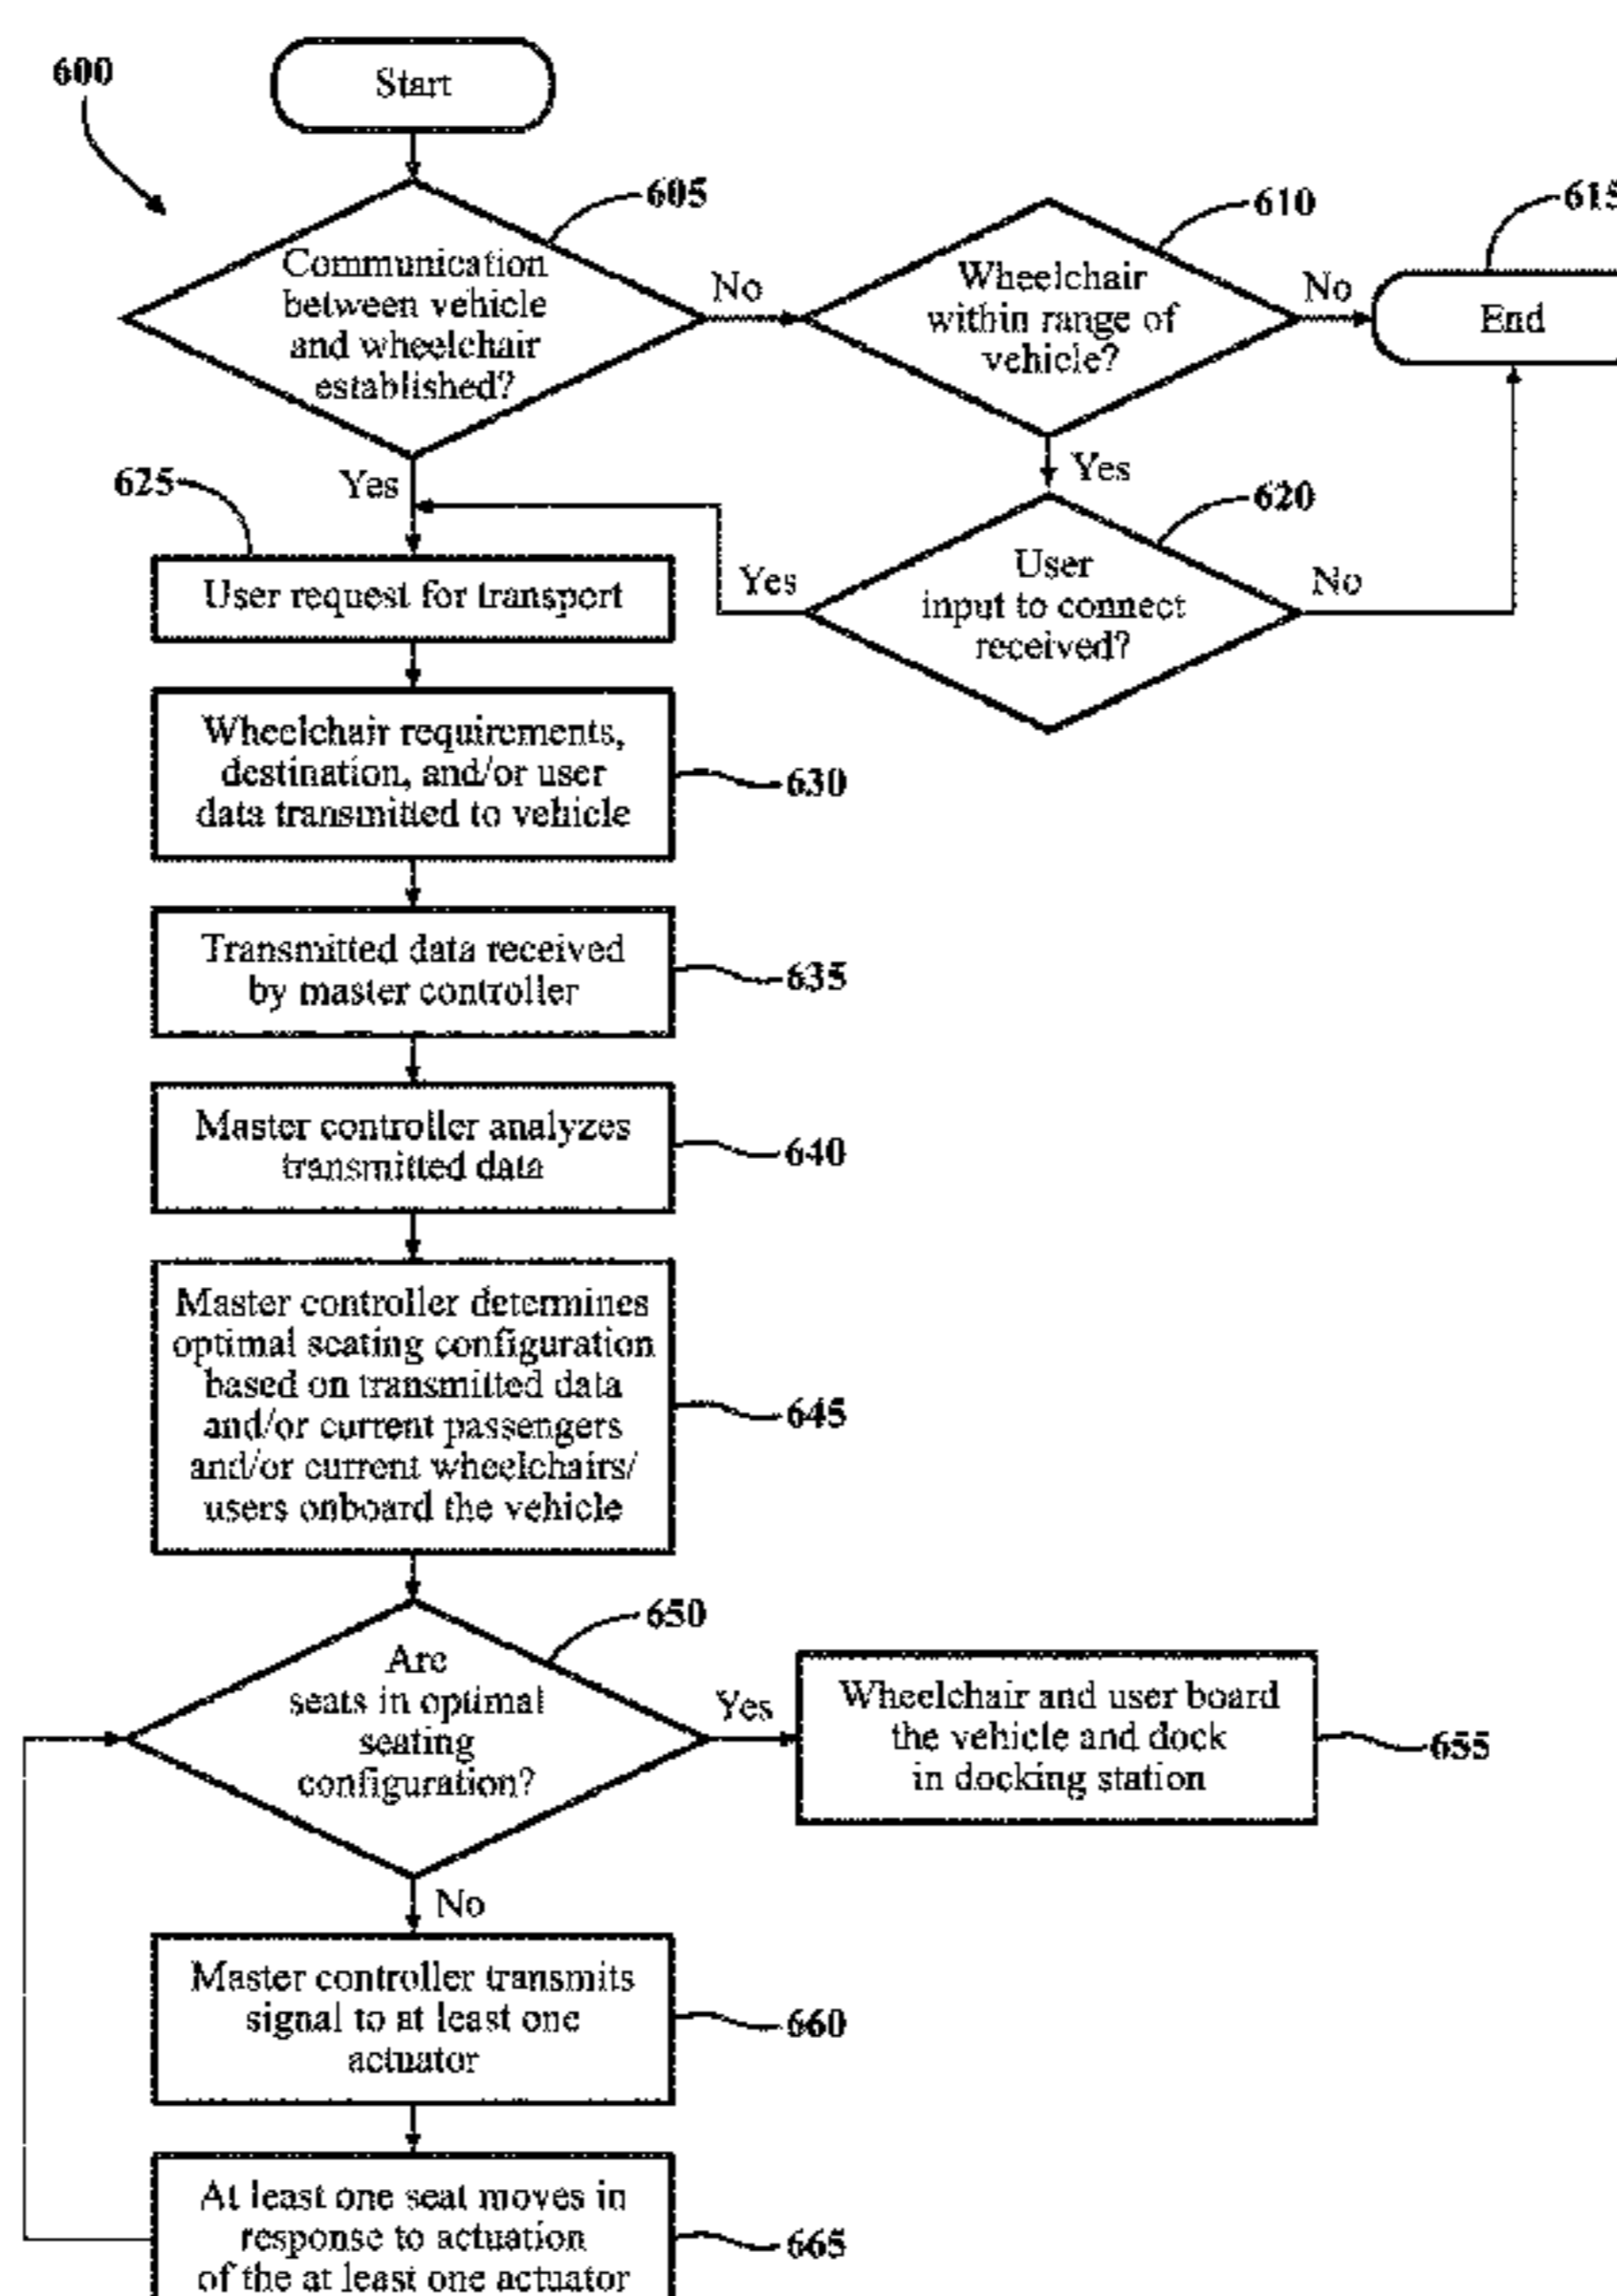 600
Start
605
Communication
between vehicle
and wheelchair
established?
No
610
Wheelchair
within range of
vehicle?
No
615
End
Yes
Yes
625
620
User
input to connect
received?
Yes
No
User request for transport
Wheelchair requirements,
destination, and/or user
data transmitted to vehicle
630
Transmitted data received
by master controller
635
Master controller analyzes
transmitted data
640
Master controller determines
optimal seating configuration
based on transmitted data
and/or current passengers
and/or current wheelchairs/
users onboard the vehicle
645
650
Are
seats in optimal
seating
configuration?
Yes
Wheelchair and user board
the vehicle and dock
in docking station
655
No
Master controller transmits
signal to at least one
actuator
660
At least one seat moves in
response to actuation
of the at least one actuator
665